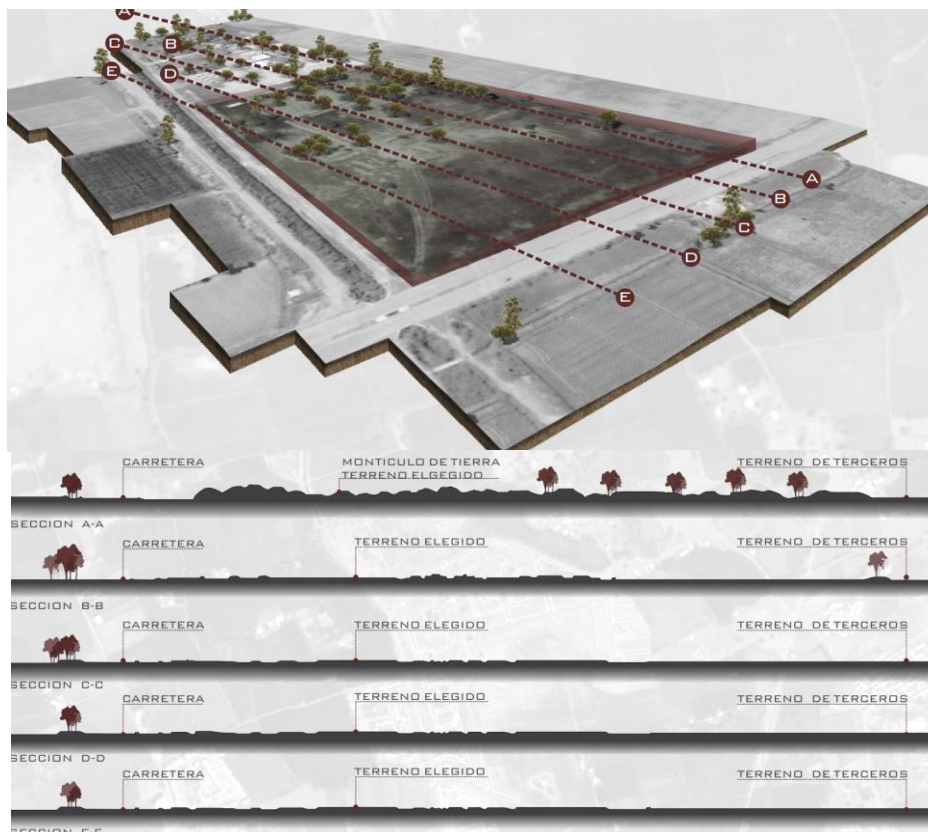 A
C
B
E
D
A
B
C
D
E
CARRETERA
MONTICULO DE TIERRA
TERRENO ELGEGIDO
TERRENO DE TERCEROS
SECCION A-A
CARRETERA
TERRENO ELEGIDO
TERRENO DE TERCEROS
SECCION B-B
CARRETERA
TERRENO ELEGIDO
TERRENO DE TERCEROS
SECCION C-C
CARRETERA
TERRENO ELEGIDO
TERRENO DE TERCEROS
SECCION D-D
CARRETERA
TERRENO ELEGIDO
TERRENO DE TERCEROS